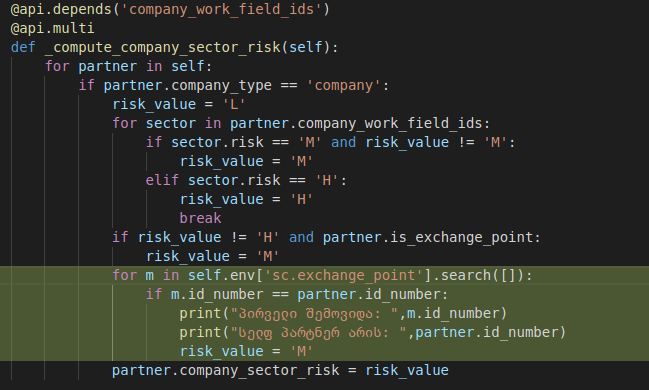 @api.depends('company_work_field_ids')
@api.multi
def _compute_company_sector_risk(self):
    for partner in self:
        if partner.company_type == 'company':
            risk_value = 'L'
            for sector in partner.company_work_field_ids:
                if sector.risk == 'M' and risk_value != 'M':
                    risk_value = 'M'
                elif sector.risk == 'H':
                    risk_value = 'H'
                    break
            if risk_value != 'H' and partner.is_exchange_point:
                risk_value = 'M'
            for m in self.env['sc.exchange_point'].search([]):
                if m.id_number == partner.id_number:
                    print("პირველი შემოვიდა: ",m.id_number)
                    print("სელფ პარტნერ არის: ",partner.id_number)
                    risk_value = 'M'
            partner.company_sector_risk = risk_value